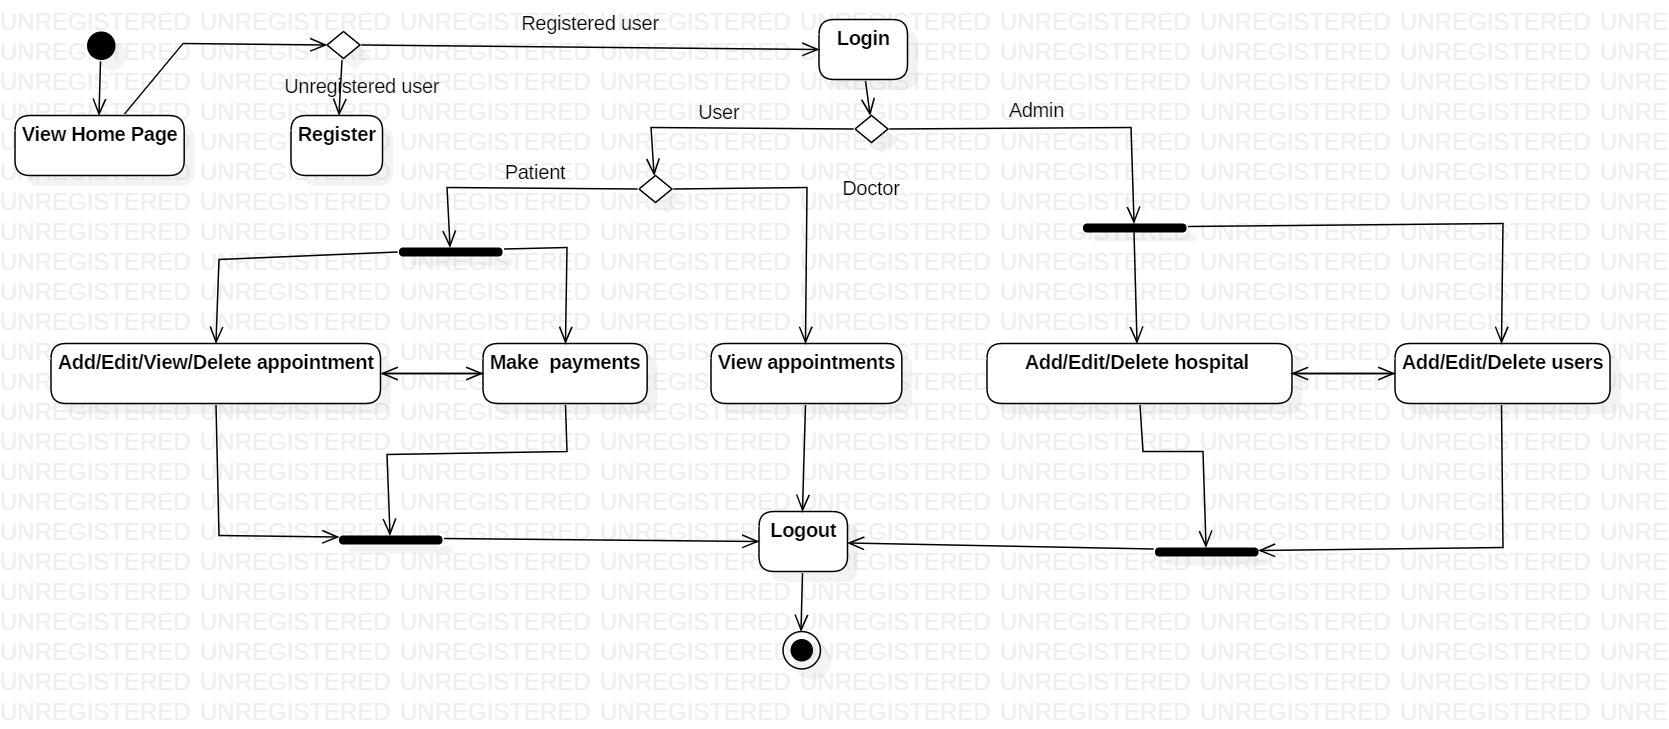 Registered user
Login
Unregistered user
View Home Page
Register
User
Admin
Patient
Doctor
Add/Edit/View/Delete appointment
Make  payments
View appointments
Add/Edit/Delete hospital
Add/Edit/Delete users
Logout
UNREGISTERED